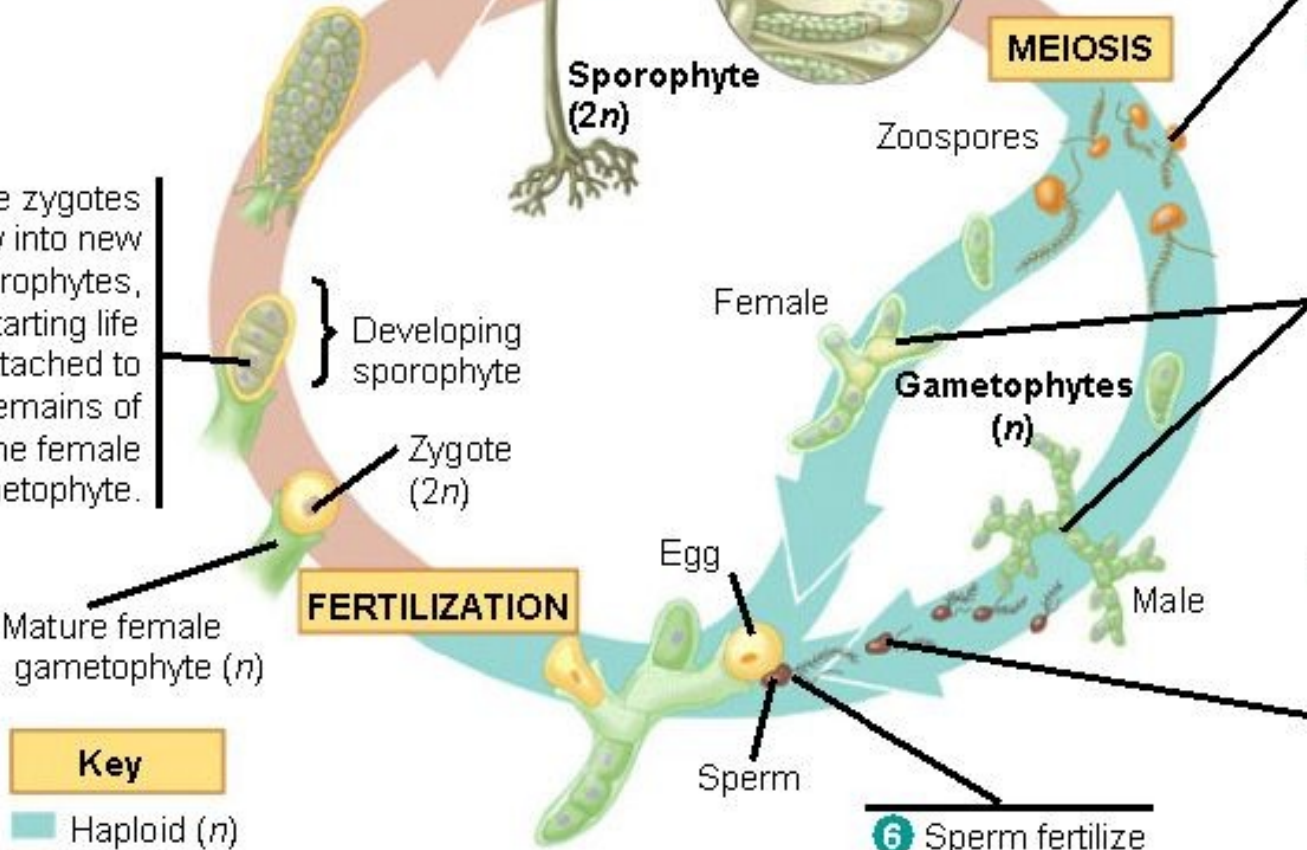 MEIOSIS
Sporophyte
(2n)
Zoospores
e zygotes
into new
rophytes,
tarting life
tached to
emains of
ne female
etophyte.
Female
Developing
sporophyte
Gametophytes
(n)
Zygote
(2n)
Egg
FERTILIZATION
Male
Mature female
gametophyte (n)
Sperm
Key
Haploid (n)
6 Sperm fertilize